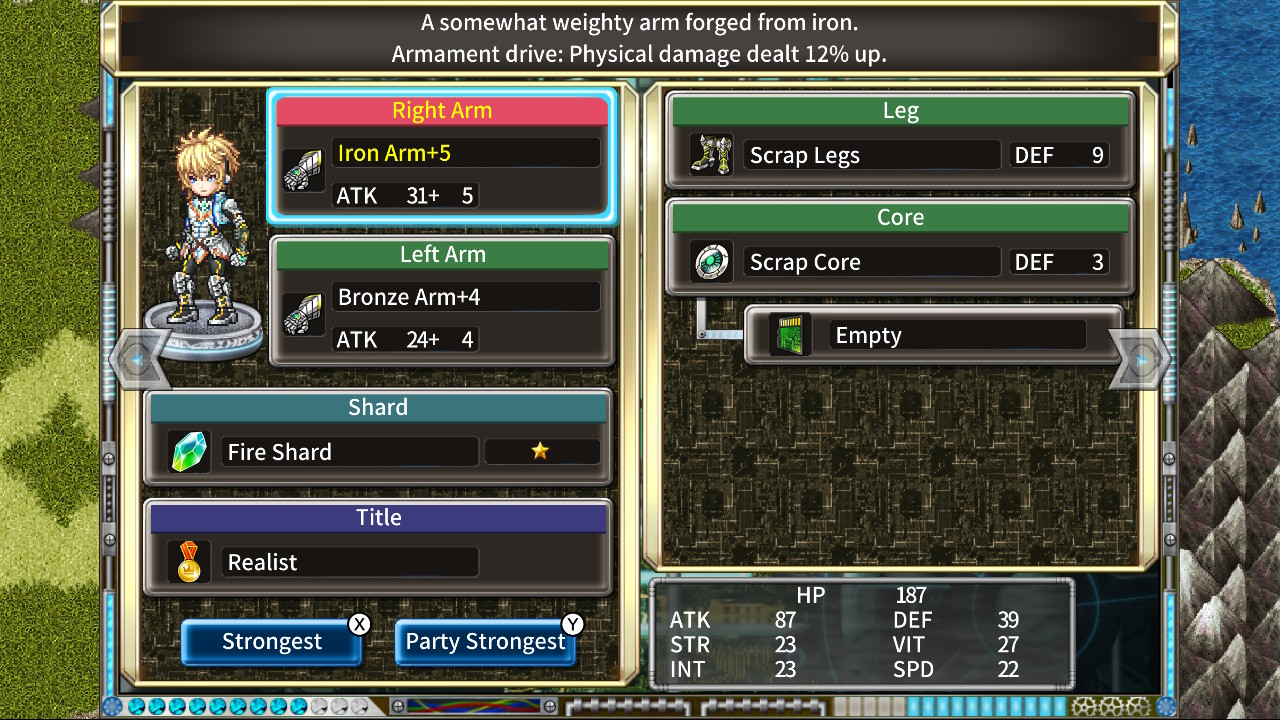 A somewhat weighty arm forged from iron.
Armament drive: Physical damage dealt 12% up.
Right Arm
Iron Arm+5
ATK 31+ 5
Left Arm
Bronze Arm+4
ATK 24+ 4
Shard
Fire Shard
Title
Realist
Strongest X
Party Strongest Y
Leg
Scrap Legs DEF 9
Core
Scrap Core DEF 3
Empty
HP 187
ATK 87 DEF 39
STR 23 VIT 27
INT 23 SPD 22